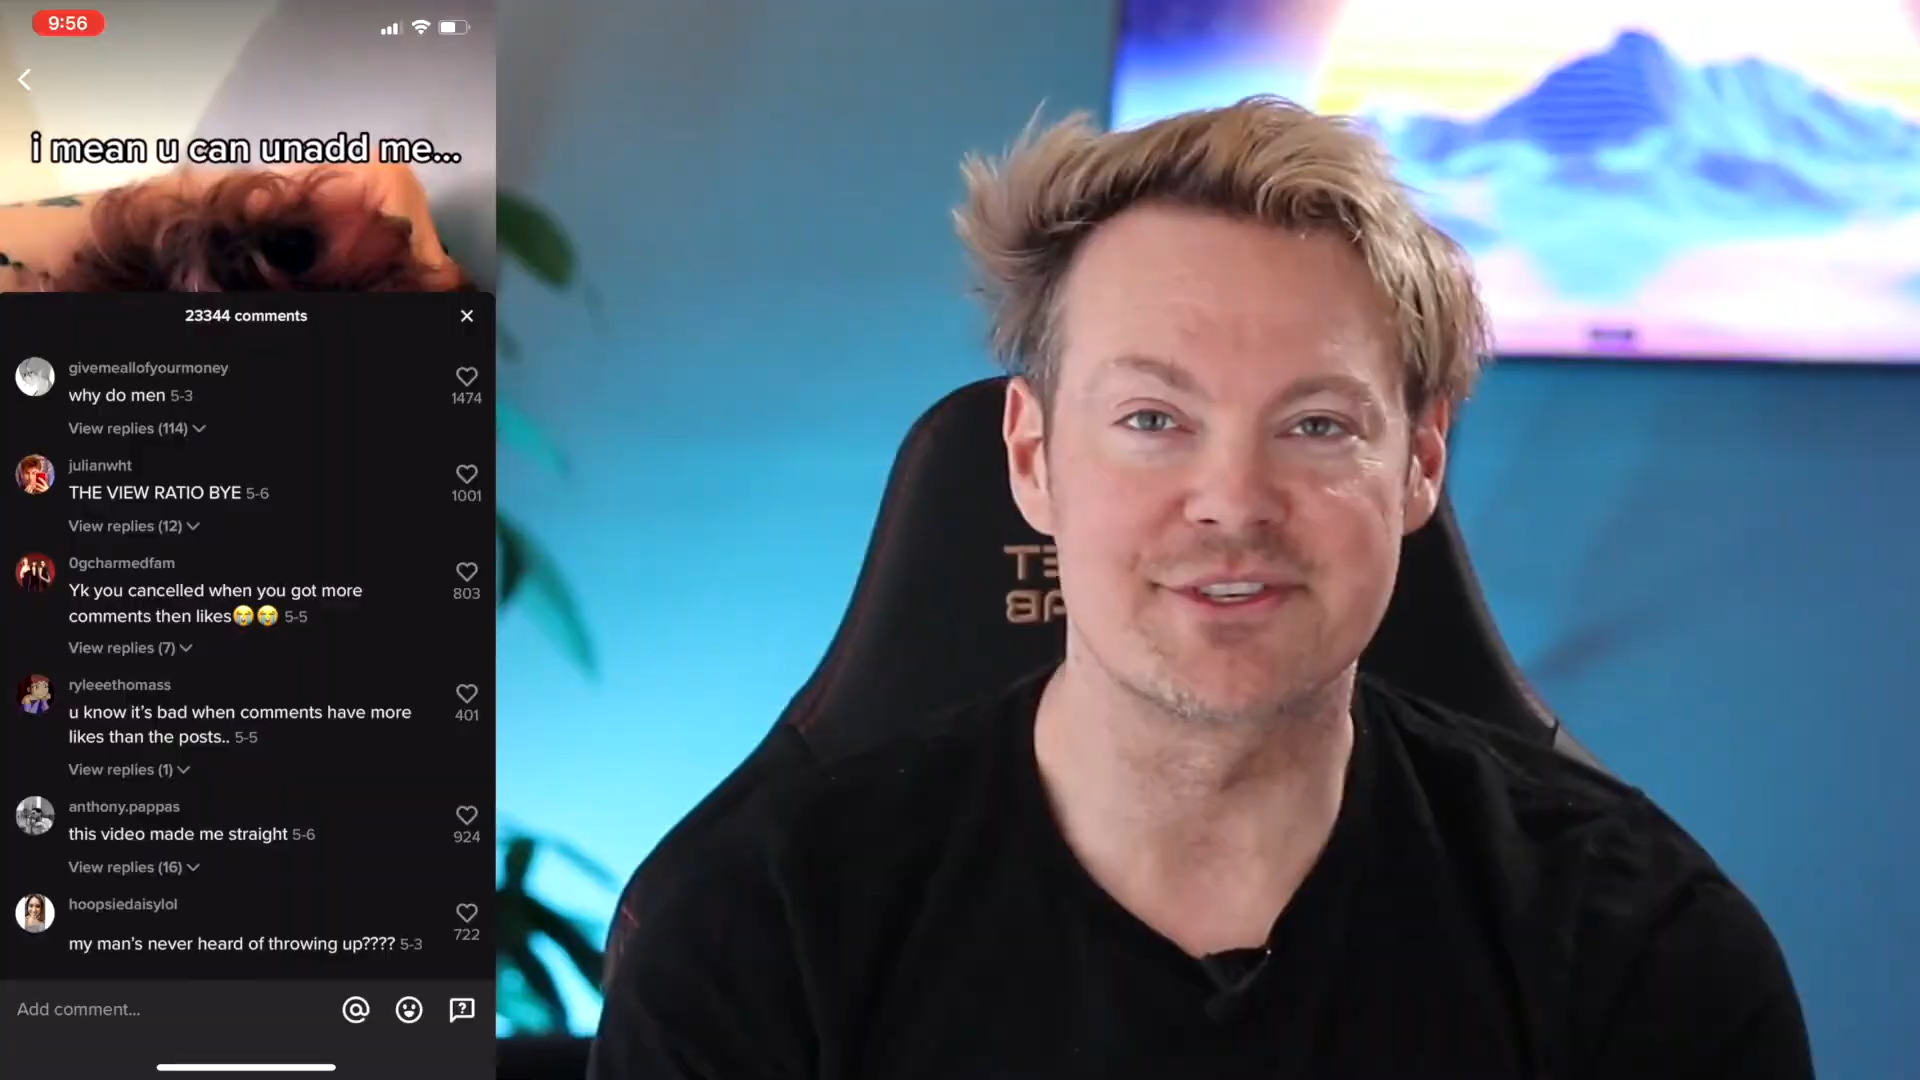 9:56
i mean u can unadd me...
23344 comments
givemeallofyourmoney
why do men 5-3
1474
View replies (114)
julianwht
THE VIEW RATIO BYE 5-6
1001
View replies (12)
0gcharmedfam
Yk you cancelled when you got more
comments then likes😭😭 5-5
803
View replies (7)
ryleeethomass
u know it’s bad when comments have more
likes than the posts.. 5-5
401
View replies (1)
anthony.pappas
this video made me straight 5-6
924
View replies (16)
hoopsiedaisylol
my man’s never heard of throwing up???? 5-3
722
Add comment...